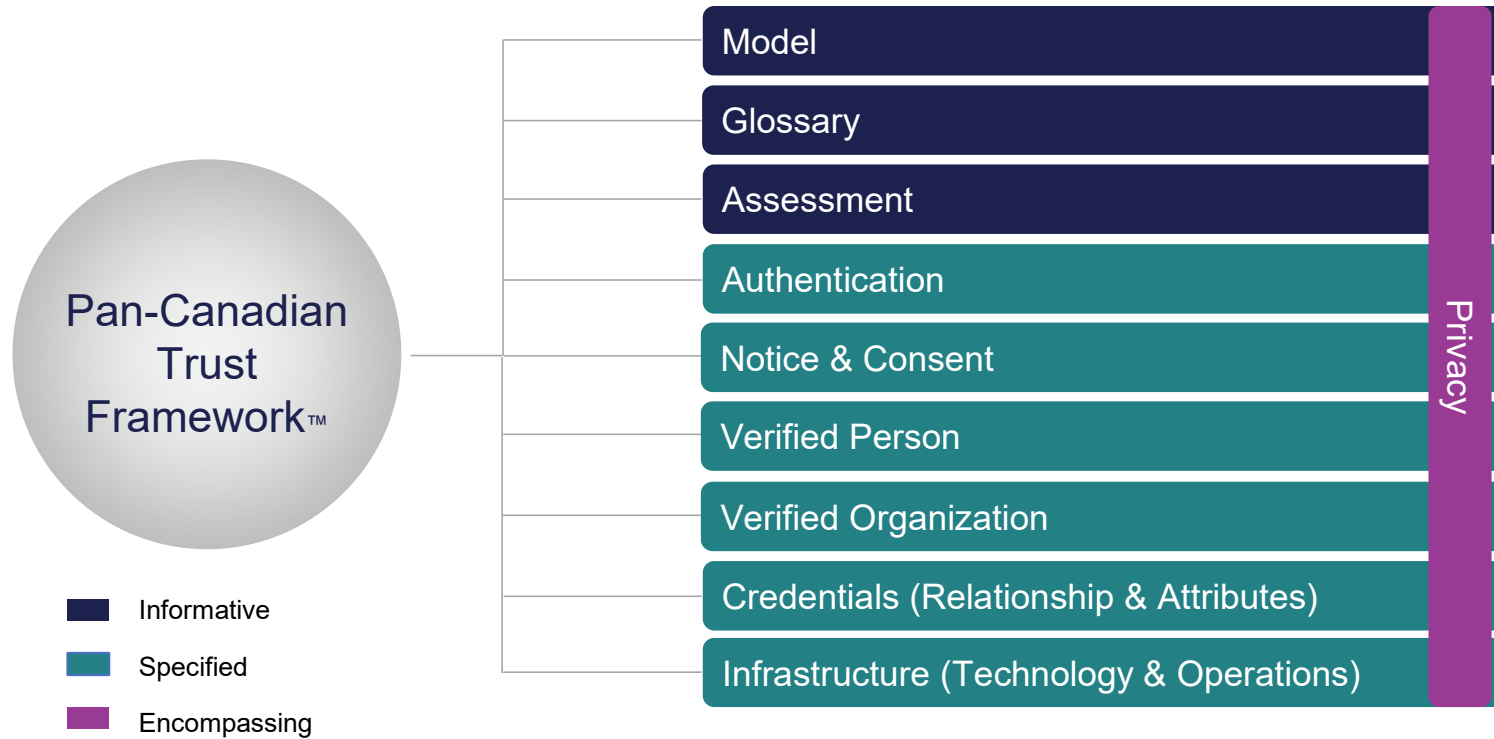 Pan-Canadian
Trust
Framework™
Model
Glossary
Assessment
Authentication
Notice & Consent
Verified Person
Verified Organization
Credentials (Relationship & Attributes)
Infrastructure (Technology & Operations)
Privacy
Informative
Specified
Encompassing